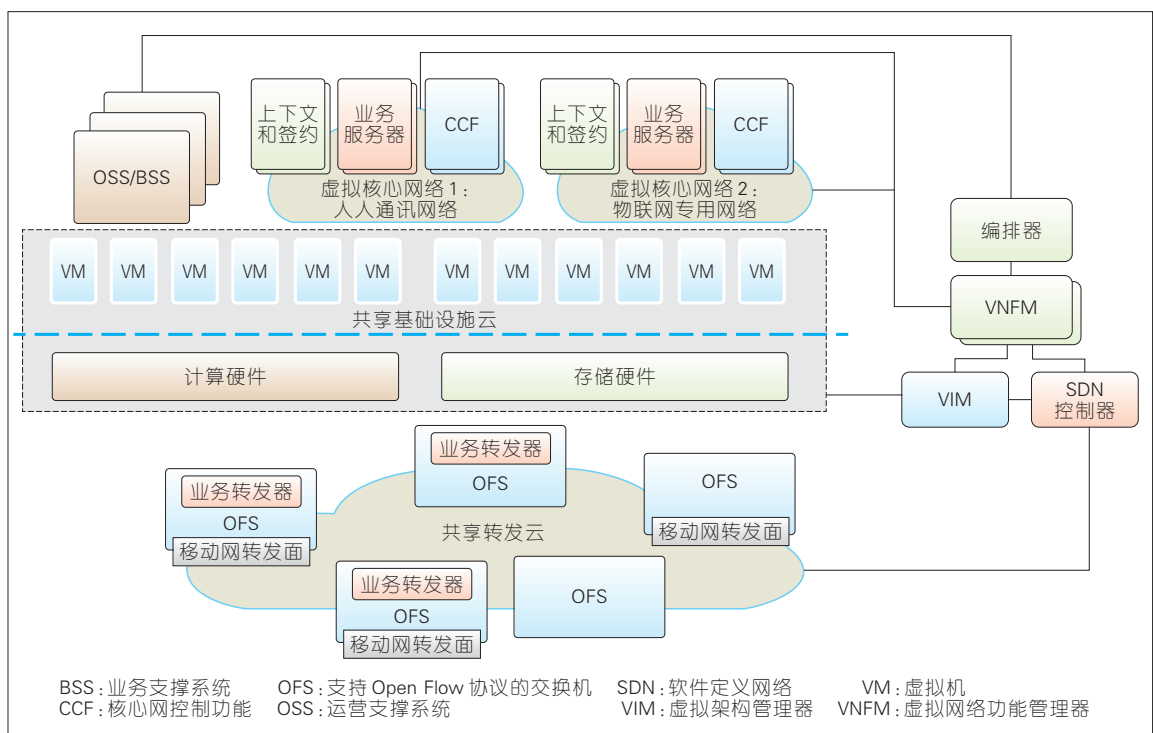 上下文
和签约
业务
服务器
CCF
上下文
和签约
业务
服务器
CCF
OSS/BSS
虚拟核心网络1：
人人通讯网络
虚拟核心网络2：
物联网专用网络
编排器
VM VM VM VM VM VM VM VM VM VM VM VM
共享基础设施云
VNFM
计算硬件
存储硬件
VIM
SDN
控制器
业务转发器
OFS
业务转发器
OFS
移动网转发面
OFS
移动网转发面
共享转发云
业务转发器
OFS
移动网转发面
OFS
BSS：业务支撑系统 OFS：支持 Open Flow 协议的交换机 SDN：软件定义网络 VM：虚拟机
CCF：核心网控制功能 OSS：运营支撑系统 VIM：虚拟架构管理器 VNFM：虚拟网络功能管理器